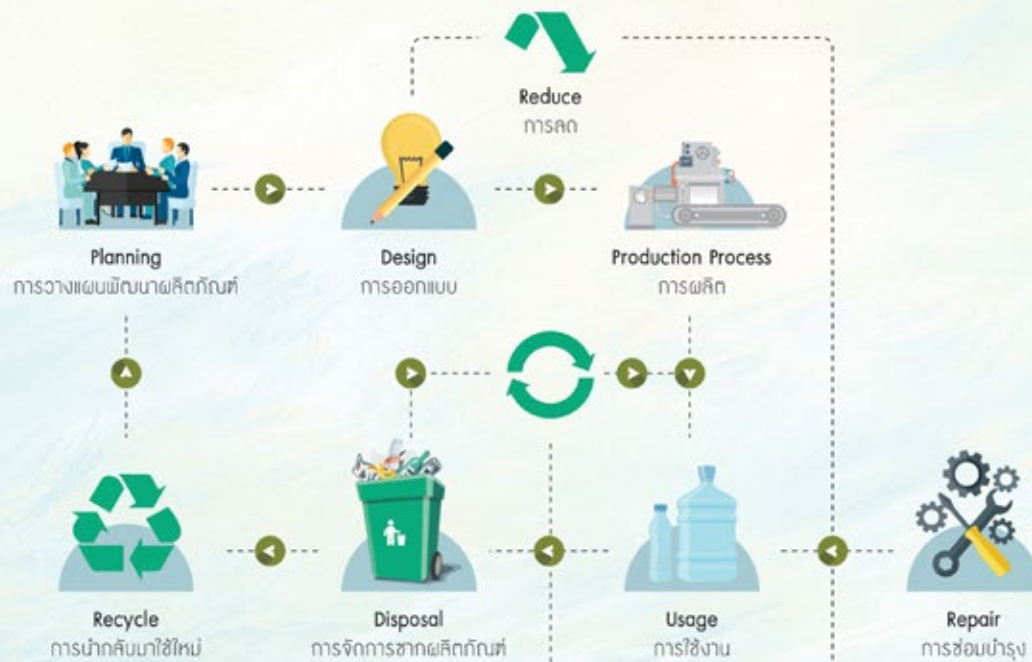 Reduce
การลด
Planning
การวางแผนพัฒนาผลิตภัณฑ์
Design
การออกแบบ
Production Process
การผลิต
Recycle
การนำกลับมาใช้ใหม่
Disposal
การจัดการซากผลิตภัณฑ์
Usage
การใช้งาน
Repair
การซ่อมบำรุง